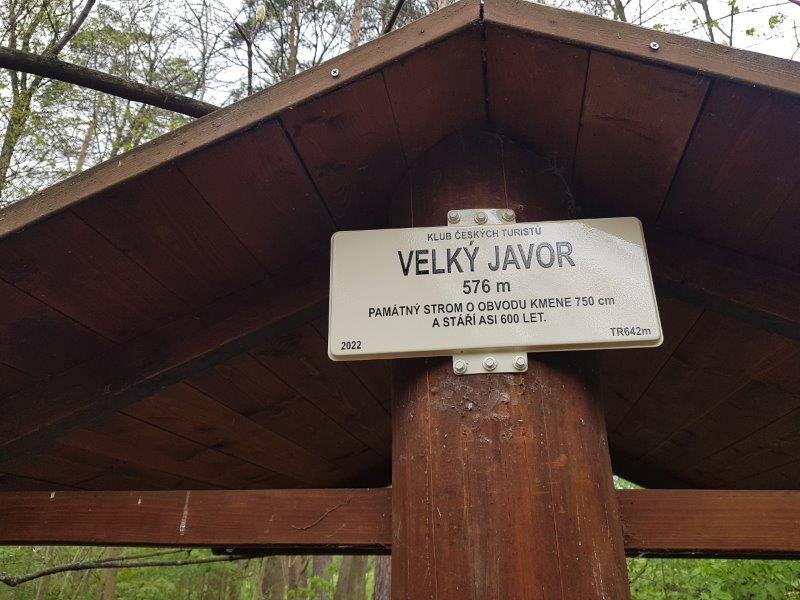 KLUB ČESKÝCH TURISTŮ
VELKÝ JAVOR
576 m
PAMÁTNÝ STROM O OBVODU KMENE 750 cm
A STÁŘÍ ASI 600 LET.
2022
TR642m